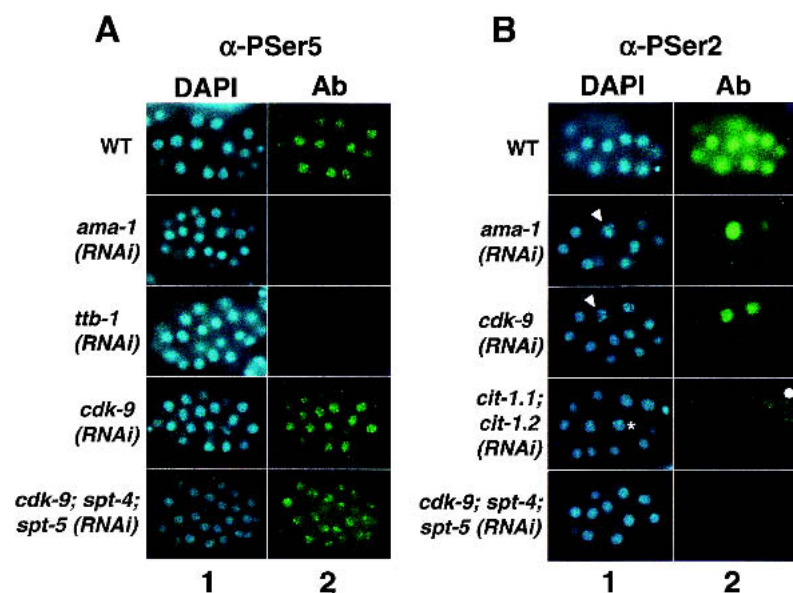 A
α-PSer5
DAPI Ab
WT
ama-1
(RNAi)
ttb-1
(RNAi)
cdk-9
(RNAi)
cdk-9; spt-4;
spt-5 (RNAi)
1 2
B
α-PSer2
DAPI Ab
WT
ama-1
(RNAi)
cdk-9
(RNAi)
cit-1.1;
cit-1.2
(RNAi)
*
cdk-9; spt-4;
spt-5 (RNAi)
1 2